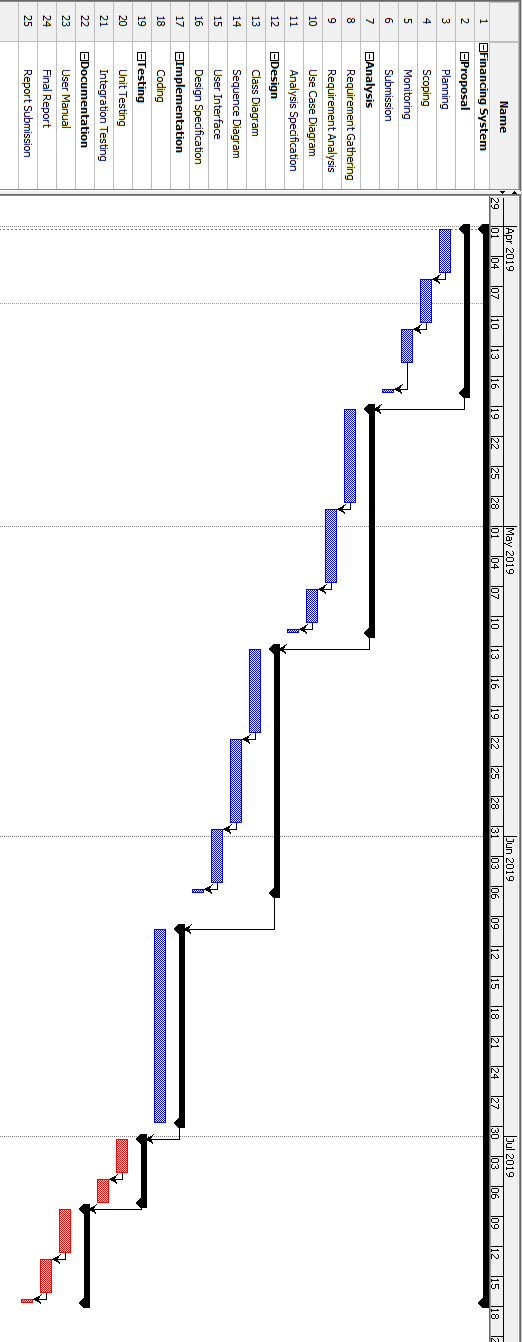 Name
Apr 2019 May 2019 Jun 2019 Jul 2019
29 01 04 07 10 13 16 19 22 25 28 01 04 07 10 13 16 19 22 25 28 31 03 06 09 12 15 18 21 24 27 30 03 06 09 12 15 18
1 Financing System
2 Proposal
3 Planning
4 Scoping
5 Monitoring
6 Submission
7 Analysis
8 Requirement Gathering
9 Requirement Analysis
10 Use Case Diagram
11 Analysis Specification
12 Design
13 Class Diagram
14 Sequence Diagram
15 User Interface
16 Design Specification
17 Implementation
18 Coding
19 Testing
20 Unit Testing
21 Integration Testing
22 Documentation
23 User Manual
24 Final Report
25 Report Submission